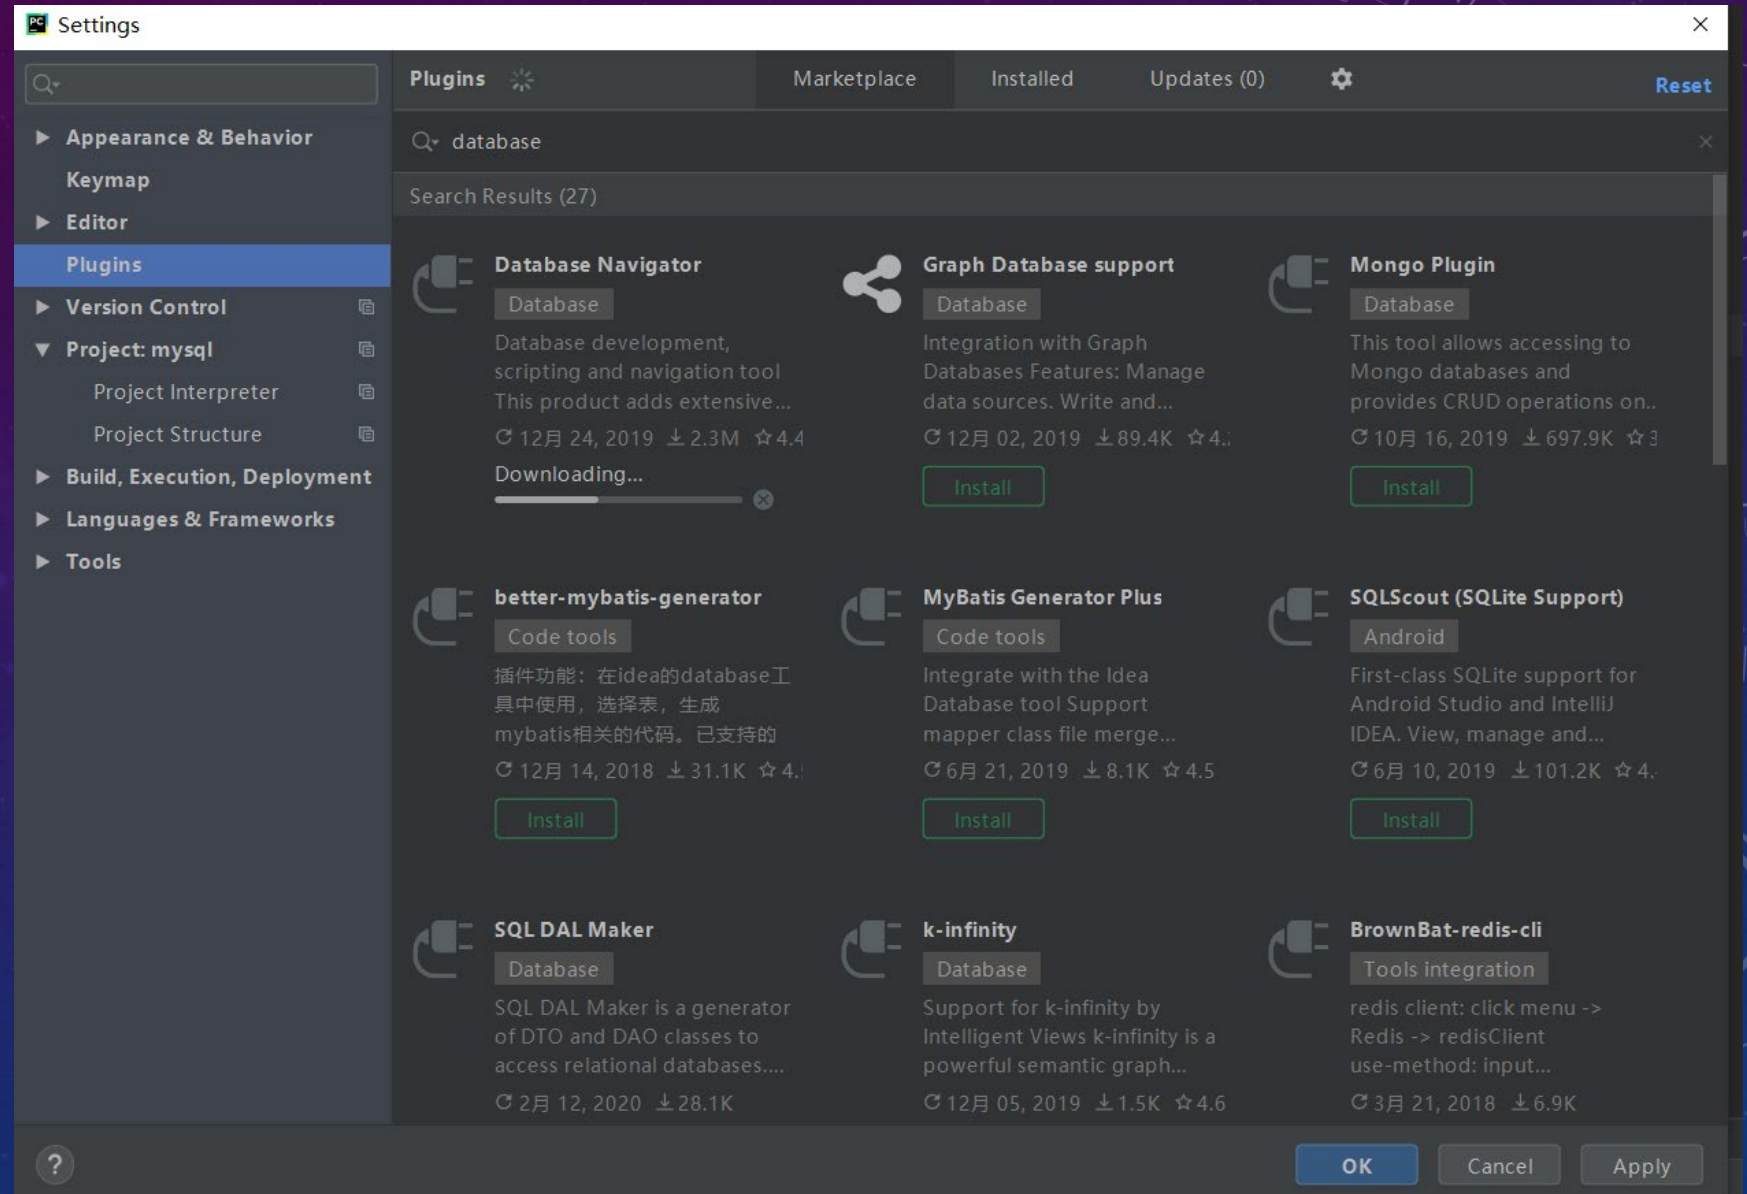 PC
Settings
Plugins
Marketplace
Installed
Updates (0)
Reset
database
Search Results (27)
Appearance & Behavior
Keymap
Editor
Plugins
Version Control
Project: mysql
Project Interpreter
Project Structure
Build, Execution, Deployment
Languages & Frameworks
Tools
Database Navigator
Database
Database development,
scripting and navigation tool
This product adds extensive...
12月 24, 2019 2.3M 4.4
Downloading...
Graph Database support
Database
Integration with Graph
Databases Features: Manage
data sources. Write and...
12月 02, 2019 89.4K 4.
Install
Mongo Plugin
Database
This tool allows accessing to
Mongo databases and
provides CRUD operations on..
10月 16, 2019 697.9K 3
Install
better-mybatis-generator
Code tools
插件功能：在idea的database工
具中使用，选择表，生成
mybatis相关的代码。已支持的
12月 14, 2018 31.1K 4.
Install
MyBatis Generator Plus
Code tools
Integrate with the Idea
Database tool Support
mapper class file merge...
6月 21, 2019 8.1K 4.5
Install
SQLScout (SQLite Support)
Android
First-class SQLite support for
Android Studio and IntelliJ
IDEA. View, manage and...
6月 10, 2019 101.2K 4.
Install
SQL DAL Maker
Database
SQL DAL Maker is a generator
of DTO and DAO classes to
access relational databases....
2月 12, 2020 28.1K
k-infinity
Database
Support for k-infinity by
Intelligent Views k-infinity is a
powerful semantic graph...
12月 05, 2019 1.5K 4.6
BrownBat-redis-cli
Tools integration
redis client: click menu ->
Redis -> redisClient
use-method: input...
3月 21, 2018 6.9K
?
OK
Cancel
Apply